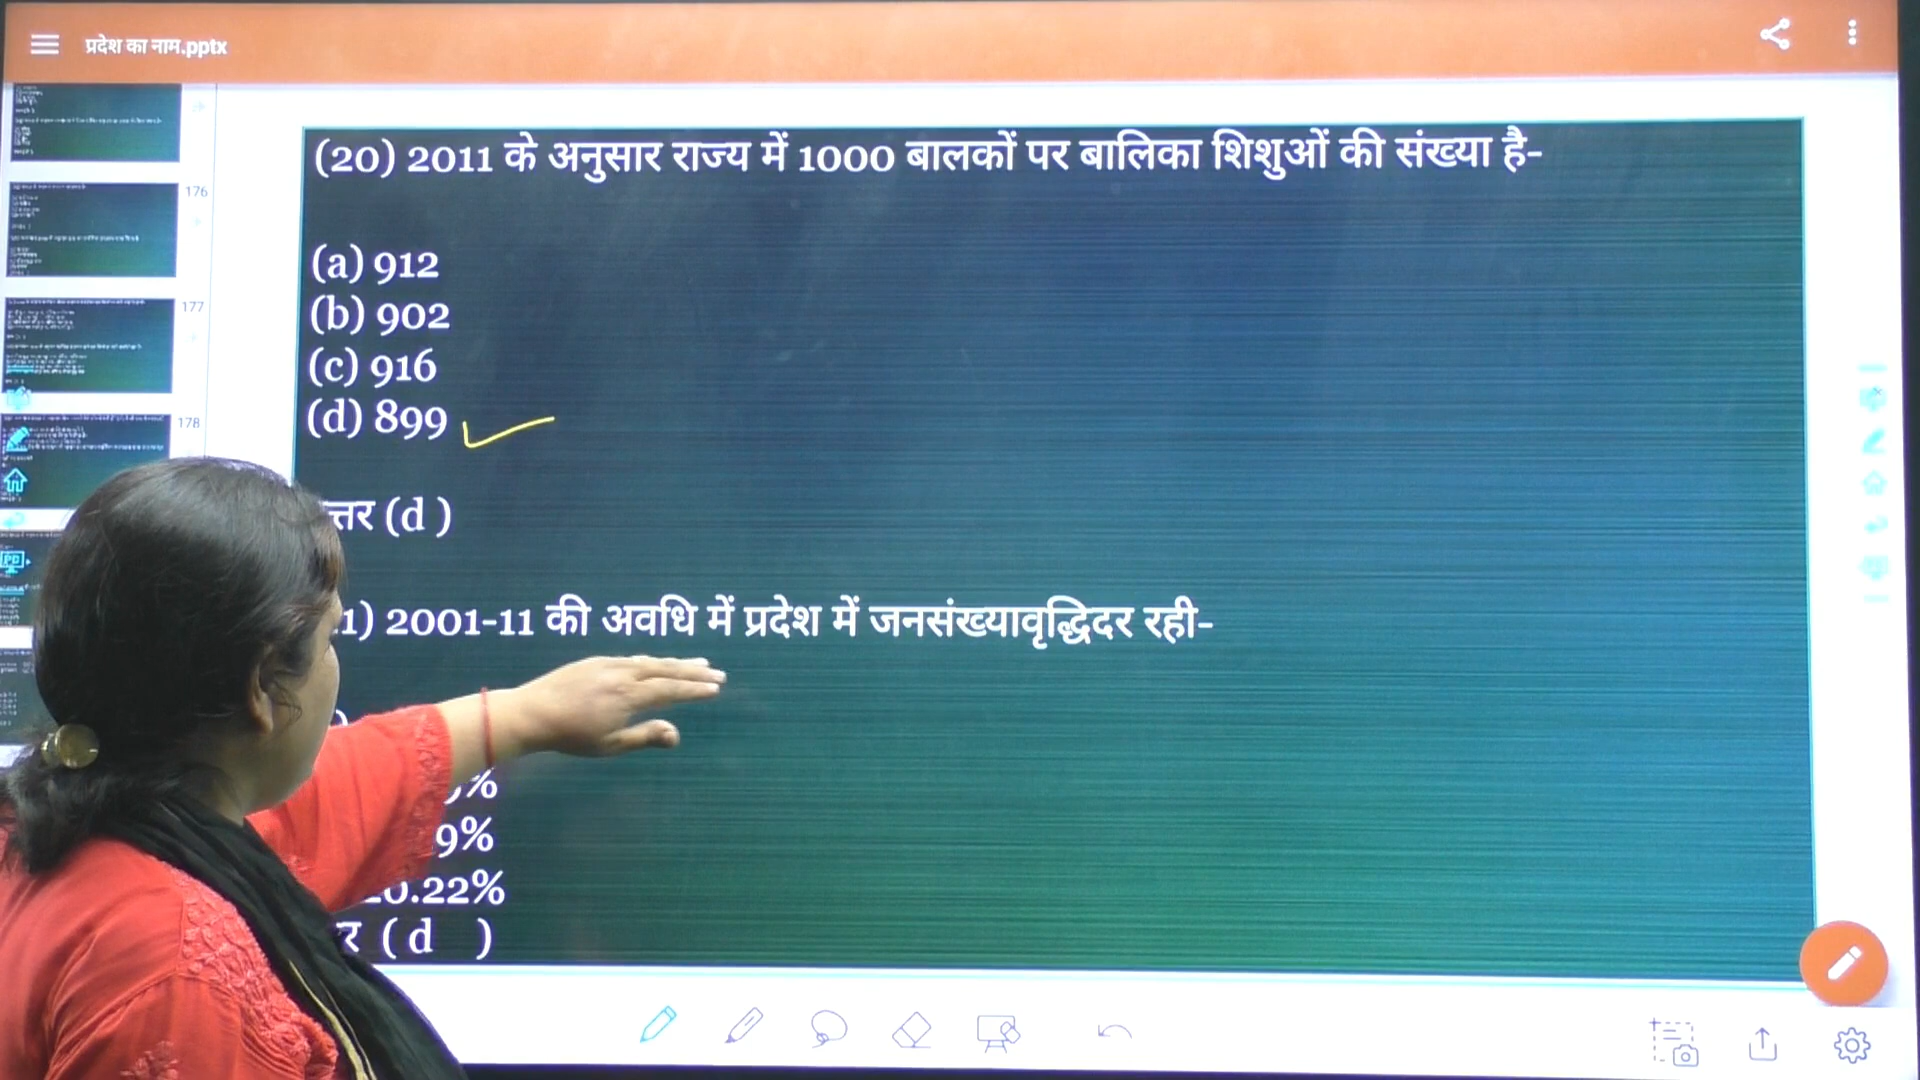 प्रदेश का नाम.pptx
(20) 2011 के अनुसार राज्य में 1000 बालकों पर बालिका शिशुओं की संख्या है-
(a) 912
(b) 902
(c) 916
(d) 899
त्तर (d )
1) 2001-11 की अवधि में प्रदेश में जनसंख्यावृद्धिदर रही-
%
9%
0.22%
र ( d )
176
177
178